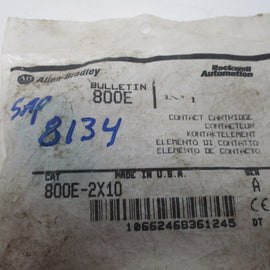 Allen-Bradley
Rockwell
Automation
BULLETIN
800E
CONTACT CARTRIDGE
CONTACTEUR
KONTAKTELEMENT
ELEMENTO DI CONTATTO
ELEMENTO DE CONTACTO
SAP
8134
CAT
MADE IN U.S.A.
SER
800E-2X10
A
CE
10662468361245
DT